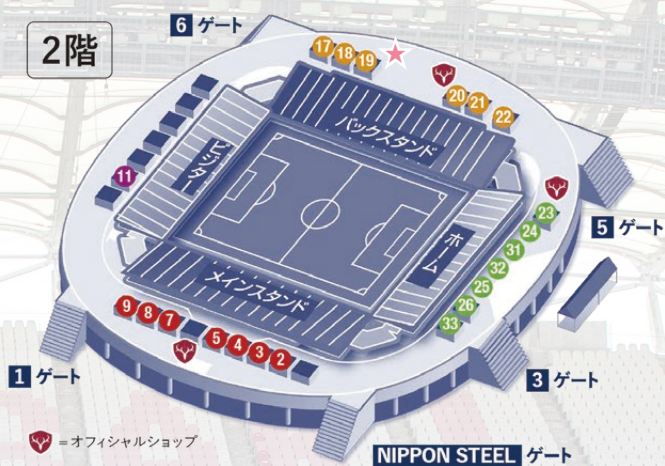 6 ゲート
2階
17 18 19
20 21 22
バックスタンド
ビジター
11
ホーム
23
24
31
32
25
26
33
5 ゲート
メインスタンド
9 8 7
5 4 3 2
1 ゲート
3 ゲート
=オフィシャルショップ
NIPPON STEEL ゲート